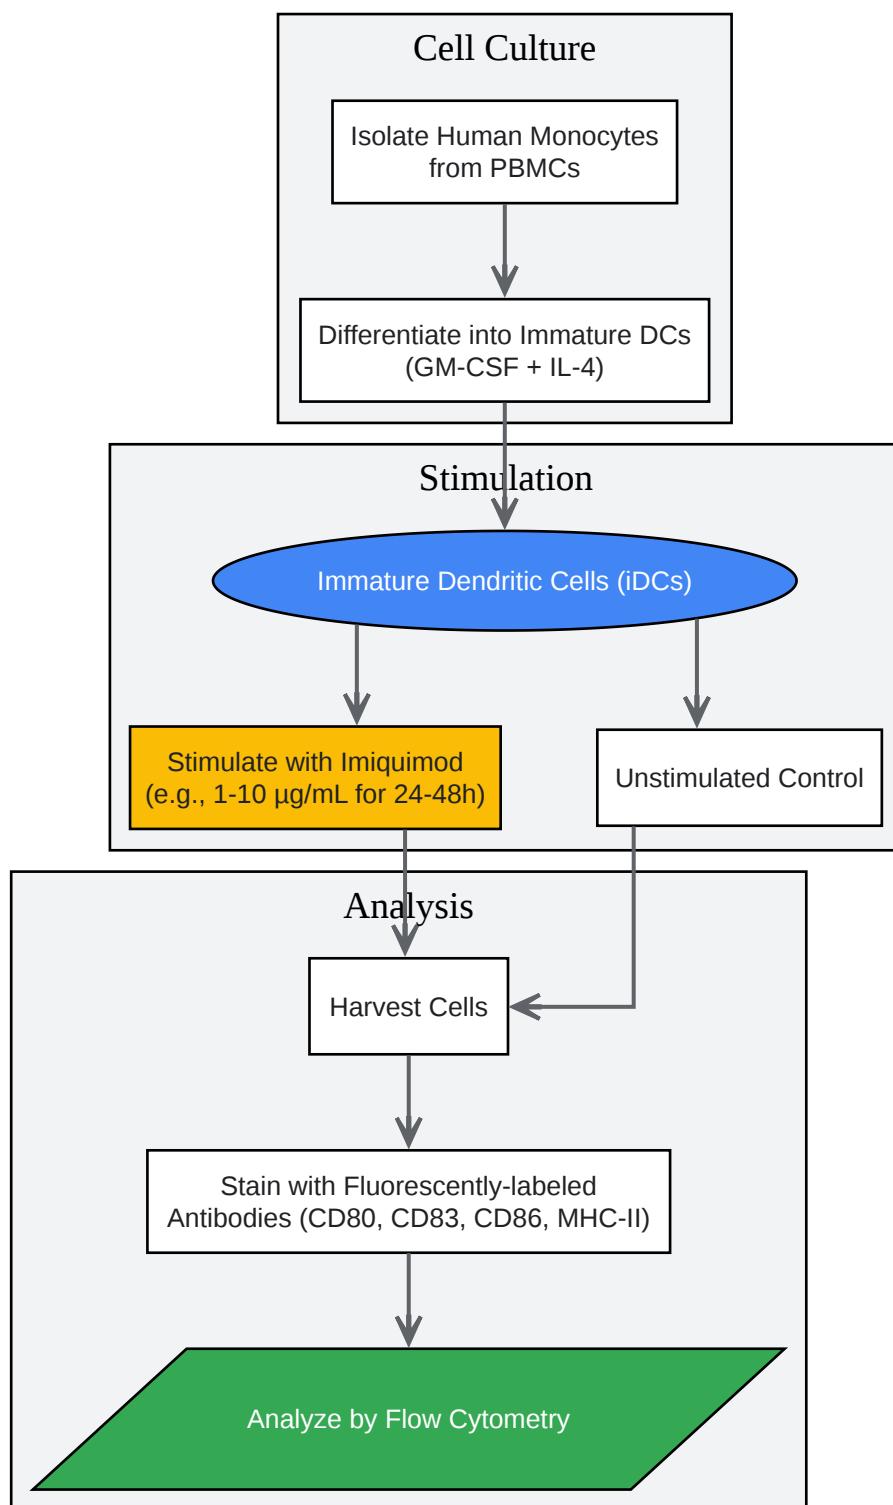 Cell Culture
Isolate Human Monocytes
from PBMCs
Differentiate into Immature DCs
(GM-CSF + IL-4)
Stimulation
Immature Dendritic Cells (iDCs)
Stimulate with Imiquimod
(e.g., 1-10 µg/mL for 24-48h)
Unstimulated Control
Analysis
Harvest Cells
Stain with Fluorescently-labeled
Antibodies (CD80, CD83, CD86, MHC-II)
Analyze by Flow Cytometry